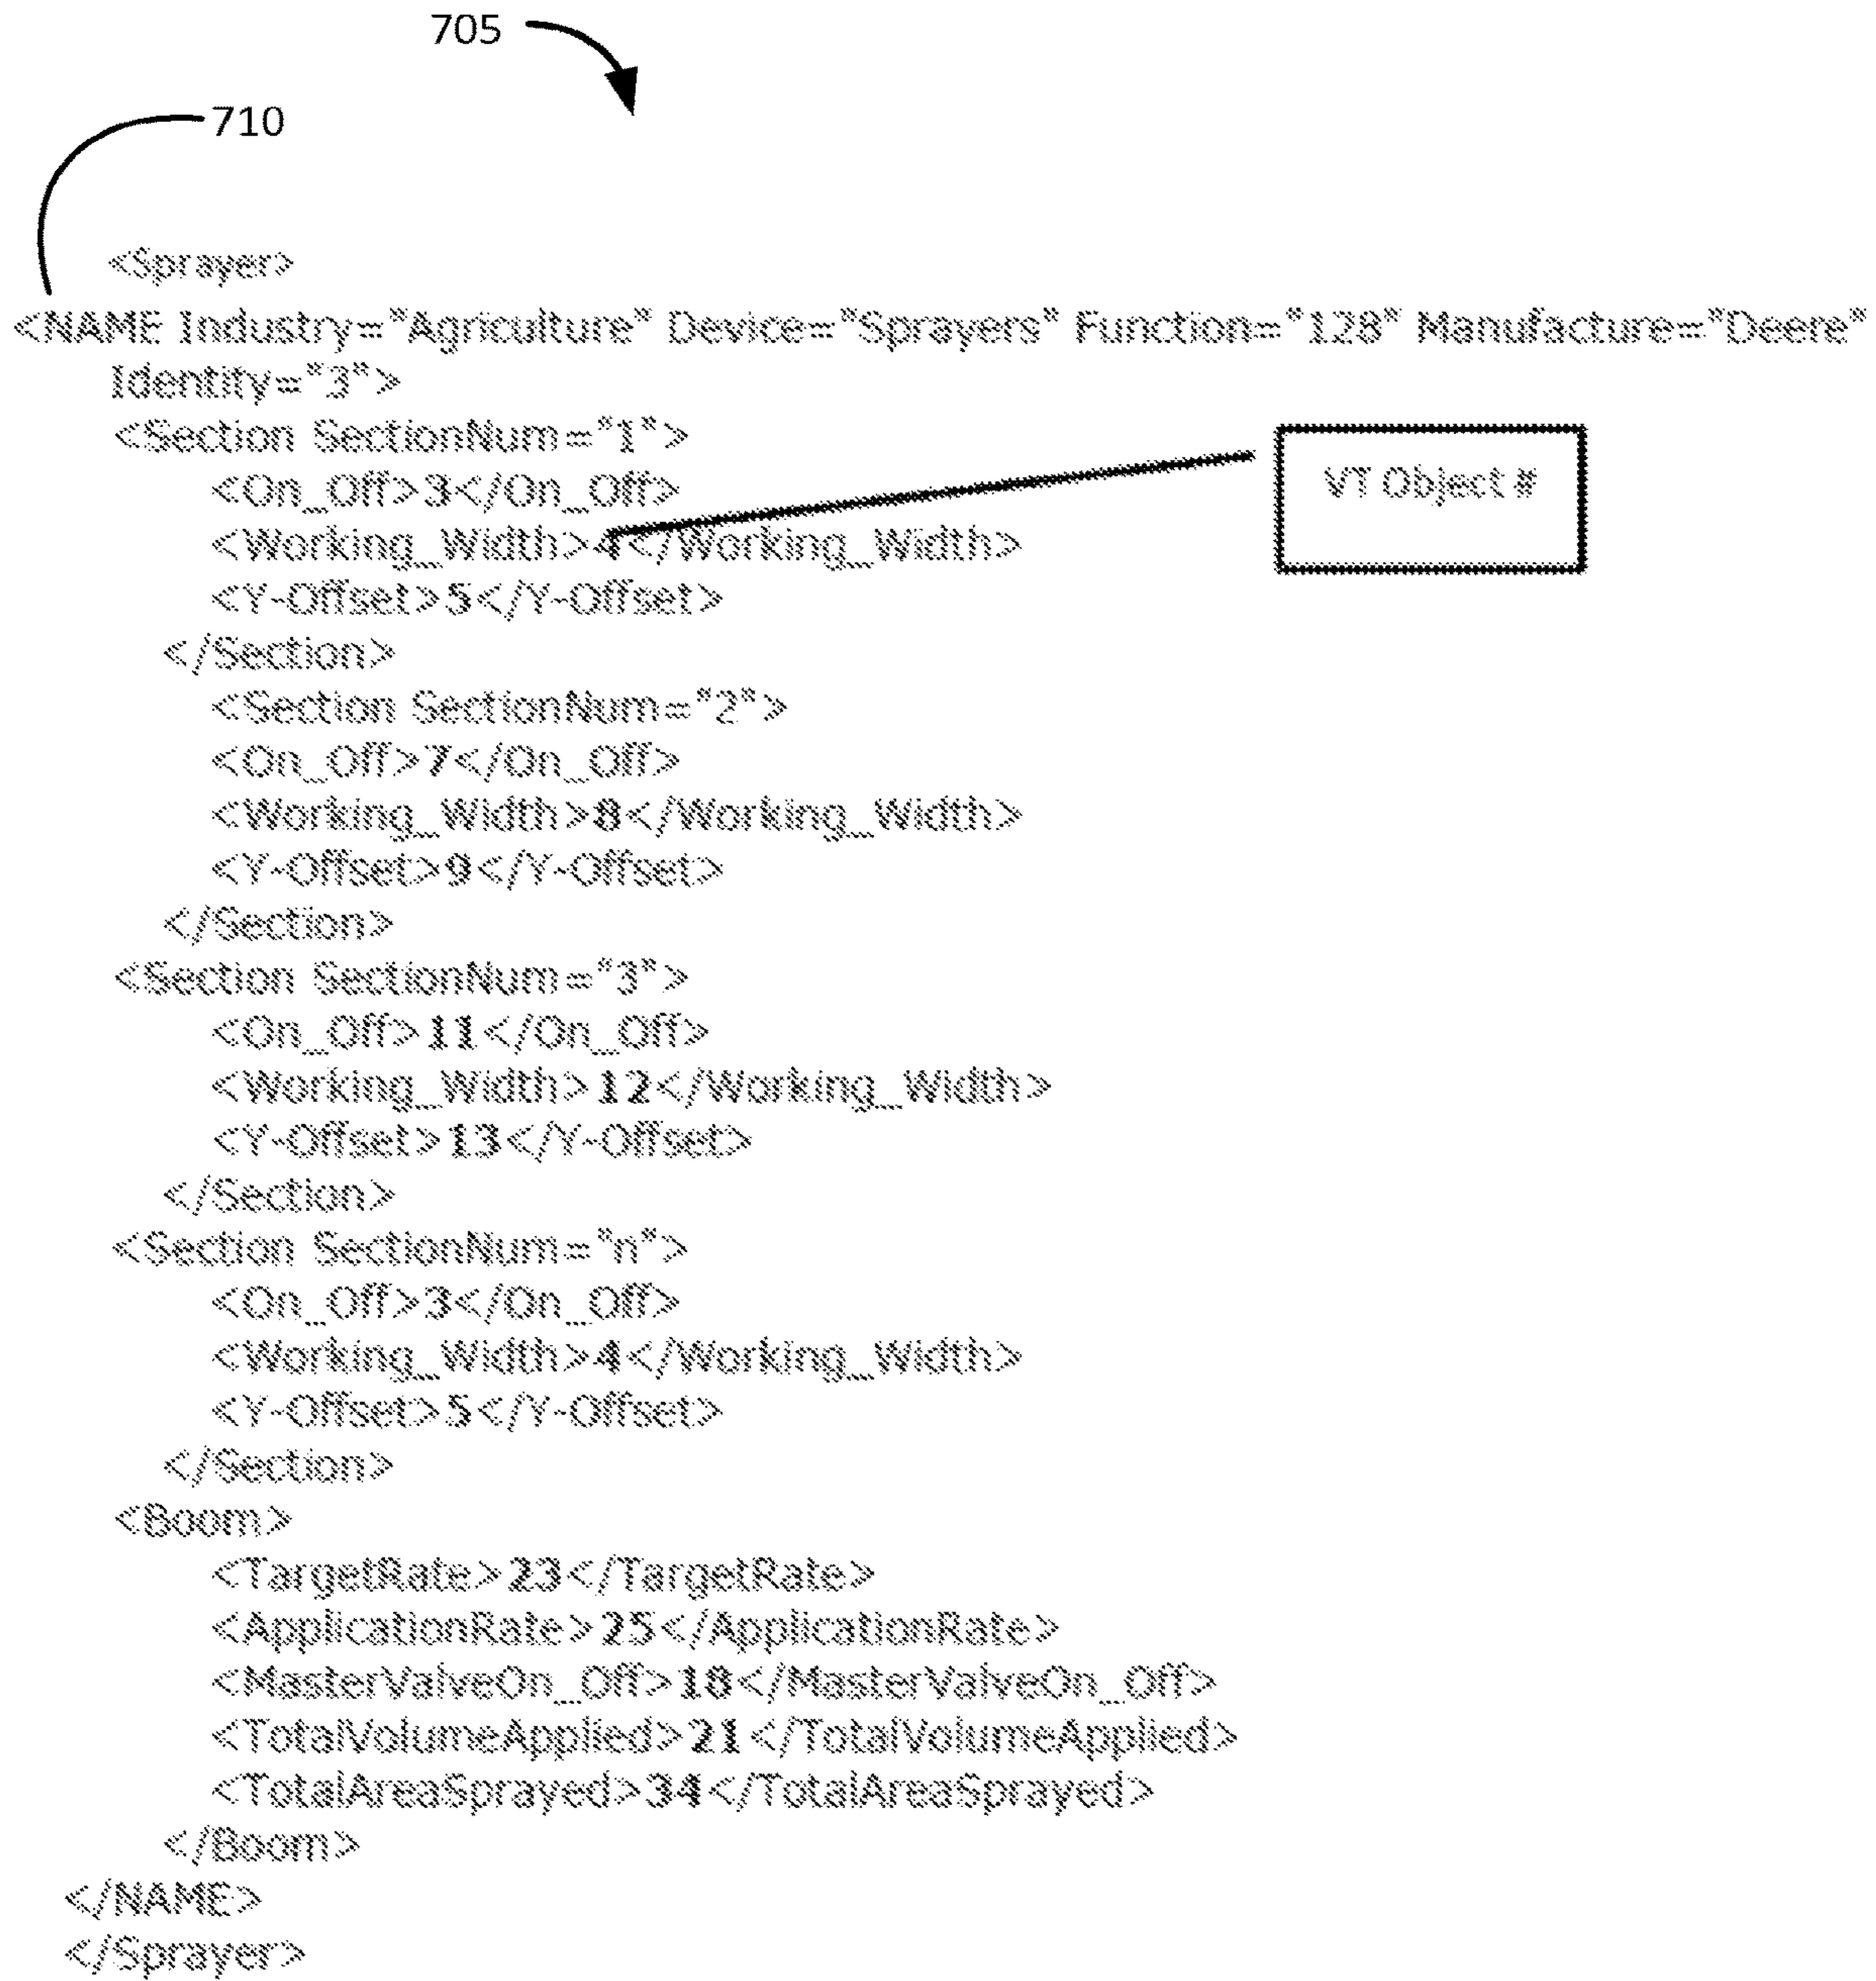 705
710
<Sprayer>
<NAME Industry="Agriculture" Device="Sprayers" Function="128" Manufacture="Deere"
Identity="3">
<Section SectionNum="1">
<On_Off>3</On_Off>
VT Object #
<Working_Width>4</Working_Width>
<Y-Offset>5</Y-Offset>
</Section>
<Section SectionNum="2">
<On_Off>7</On_Off>
<Working_Width>8</Working_Width>
<Y-Offset>9</Y-Offset>
</Section>
<Section SectionNum="3">
<On_Off>11</On_Off>
<Working_Width>12</Working_Width>
<Y-Offset>13</Y-Offset>
</Section>
<Section SectionNum="n">
<On_Off>3</On_Off>
<Working_Width>4</Working_Width>
<Y-Offset>5</Y-Offset>
</Section>
<Boom>
<TargetRate>23</TargetRate>
<ApplicationRate>25</ApplicationRate>
<MasterValveOn_Off>18</MasterValveOn_Off>
<TotalVolumeApplied>21</TotalVolumeApplied>
<TotalAreaSprayed>34</TotalAreaSprayed>
</Boom>
</NAME>
</Sprayer>